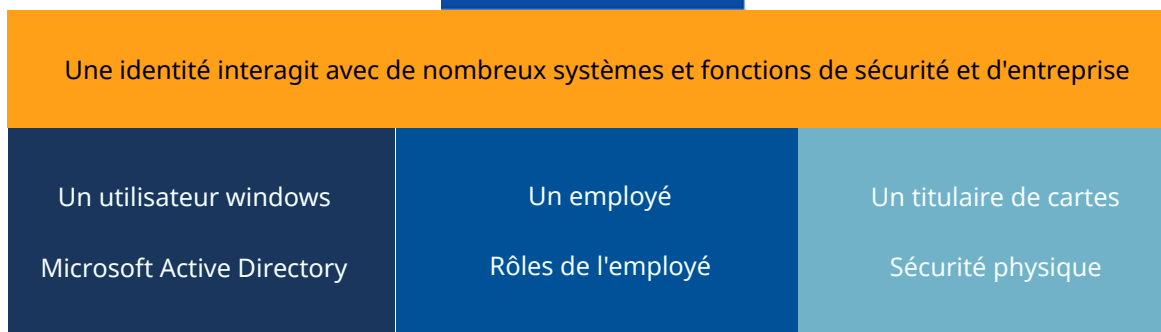 Une identité interagit avec de nombreux systèmes et fonctions de sécurité et d'entreprise
Un utilisateur windows
Microsoft Active Directory
Un employé
Rôles de l'employé
Un titulaire de cartes
Sécurité physique